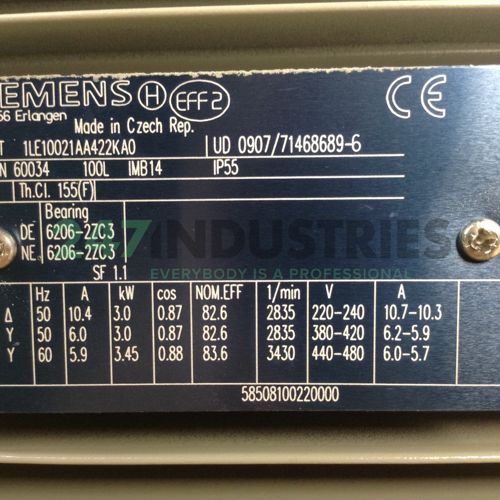 EMENS H EFF2 CE
56 Erlangen
Made in Czech Rep.
1LE10021AA422KA0 UD 0907/71468689-6
N 60034 100L IMB14 IP55
Th.Cl. 155(F)
Bearing
DE 6206-2ZC3
NE 6206-2ZC3
247INDUSTRIES
EVERYBODY IS A PROSPECT
SF 1.1
Hz A kW cos NOM.EFF 1/min V A
Δ 50 10.4 3.0 0.87 82.6 2835 220-240 10.7-10.3
Y 50 6.0 3.0 0.87 82.6 2835 380-420 6.2-5.9
Y 60 5.9 3.45 0.88 83.6 3430 440-480 6.0-5.7
58508100220000